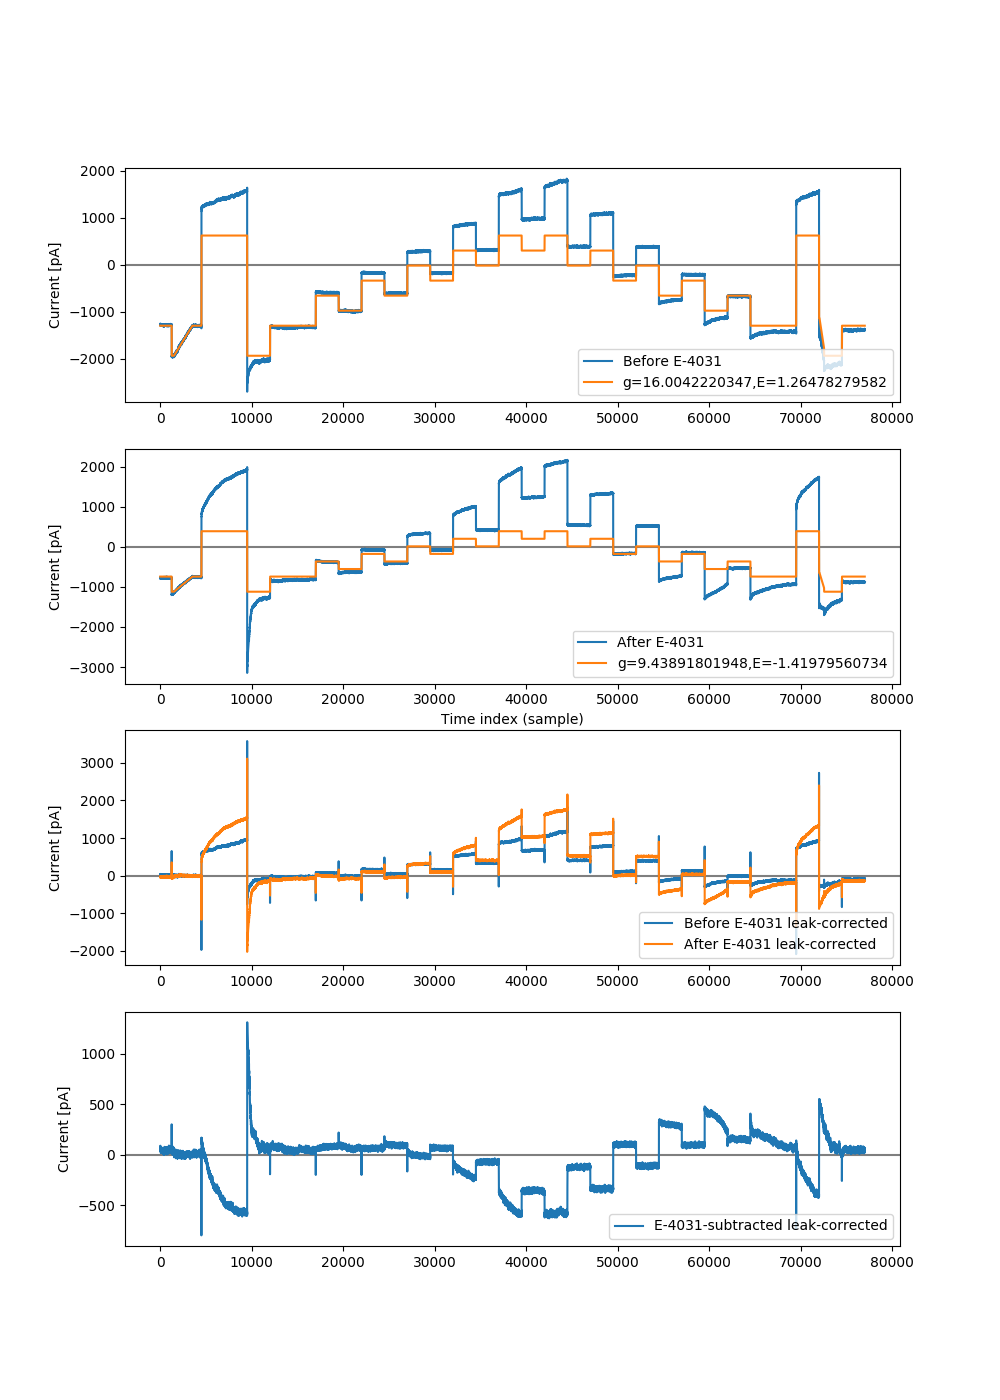 2000
1000
0
−1000
−2000
Current [pA]
Before E-4031
g=16.0042220347,E=1.26478279582
0 10000 20000 30000 40000 50000 60000 70000 80000
2000
1000
0
−1000
−2000
−3000
Current [pA]
After E-4031
g=9.43891801948,E=-1.41979560734
0 10000 20000 30000 40000 50000 60000 70000 80000
Time index (sample)
3000
2000
1000
0
−1000
−2000
Current [pA]
Before E-4031 leak-corrected
After E-4031 leak-corrected
0 10000 20000 30000 40000 50000 60000 70000 80000
1000
500
0
−500
Current [pA]
E-4031-subtracted leak-corrected
0 10000 20000 30000 40000 50000 60000 70000 80000